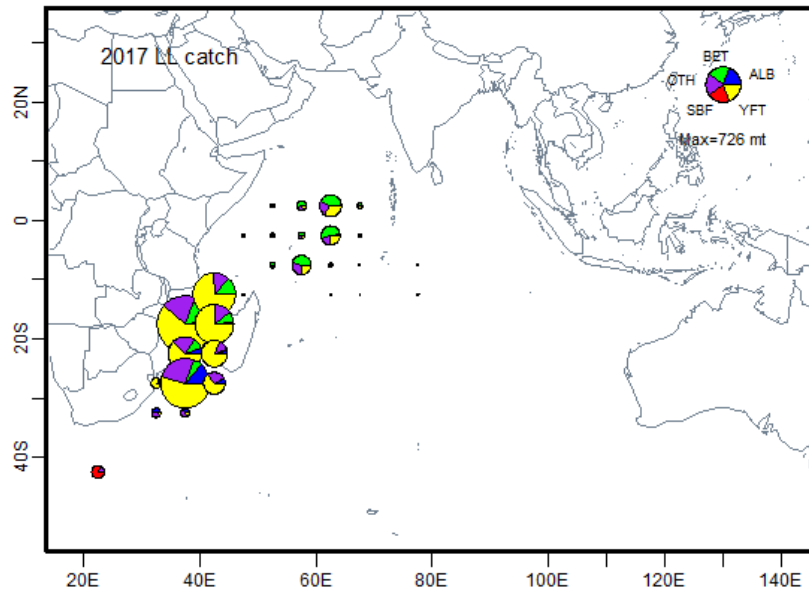 2017 LL catch
BET
OTH
ALB
SBF
YFT
Max=726 mt
20N
0
20S
40S
20E
40E
60E
80E
100E
120E
140E